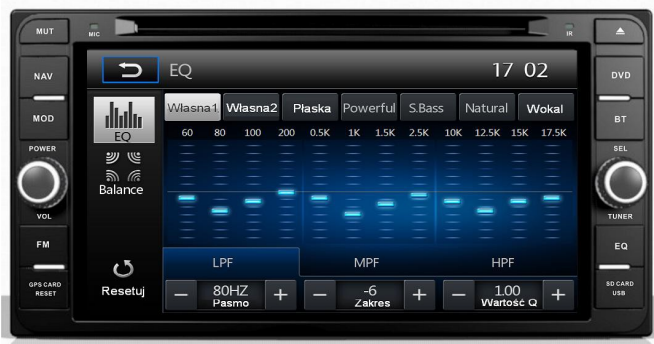 MUT
MIC
IR
NAV
MOD
POWER
VOL
FM
GPS CARD
RESET
EQ
17 02
EQ
Balance
Resetuj
Własna1 Własna2 Płaska Powerful S.Bass Natural Wokal
60 80 100 200 0.5K 1K 1.5K 2.5K 10K 12.5K 15K 17.5K
LPF MPF HPF
− 80HZ + − -6 + − 1.00 +
Pasmo Zakres Wartość Q
DVD
BT
SEL
TUNER
EQ
SD CARD
USB